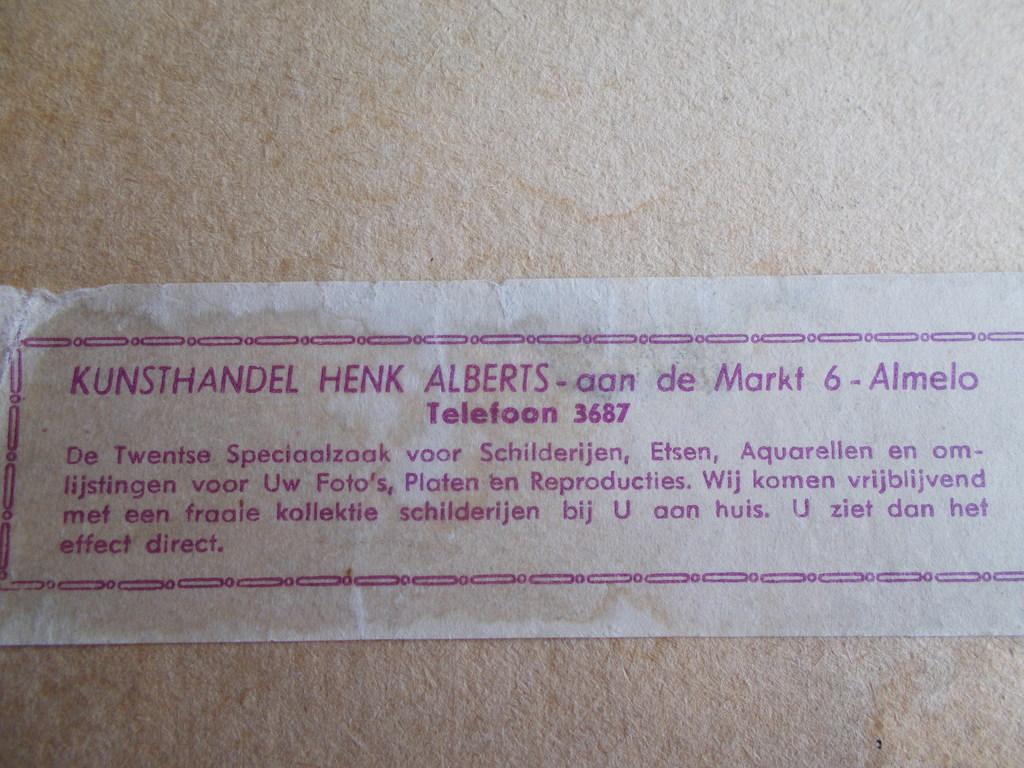 KUNSTHANDEL HENK ALBERTS - aan de Markt 6 - Almelo
Telefoon 3687
De Twentse Speciaalzaak voor Schilderijen, Etsen, Aquarellen en om-
lijstingen voor Uw Foto's, Platen en Reproducties. Wij komen vrijblijvend
met een fraaie kollektie schilderijen bij U aan huis. U ziet dan het
effect direct.